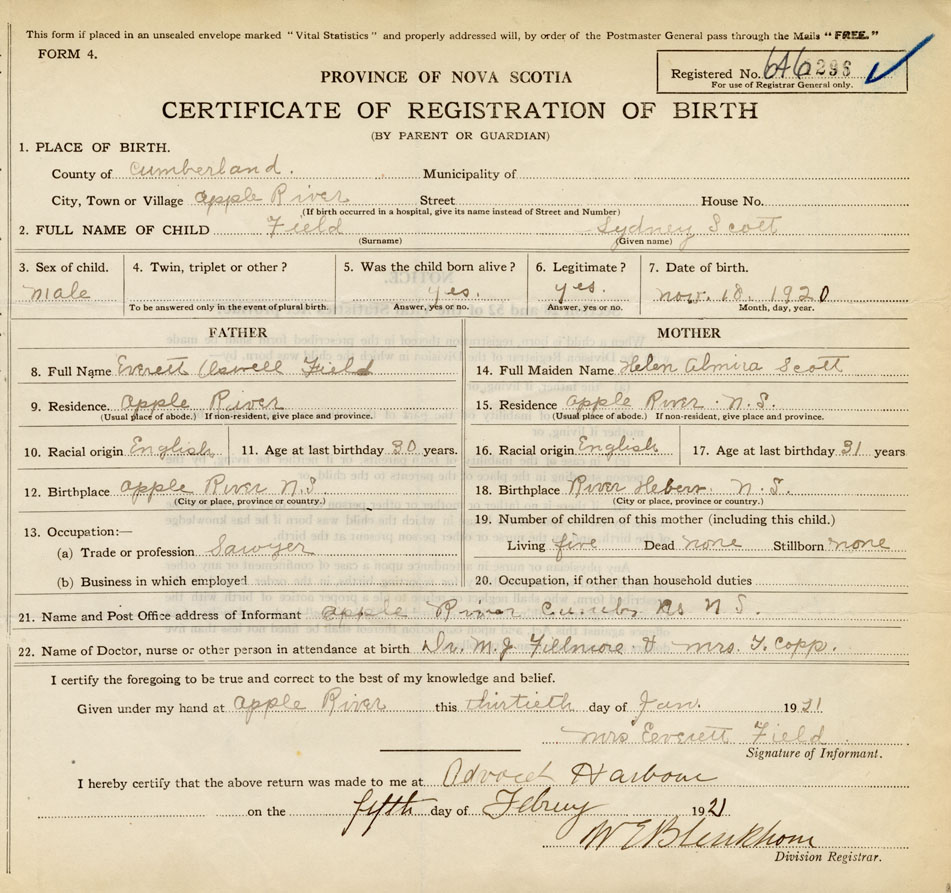 This form if placed in an unsealed envelope marked "Vital Statistics" and properly addressed will, by order of the Postmaster General pass through the Mails "FREE."
FORM 4.
Registered No. 646296
For use of Registrar General only.
PROVINCE OF NOVA SCOTIA
CERTIFICATE OF REGISTRATION OF BIRTH
(BY PARENT OR GUARDIAN)
1. PLACE OF BIRTH.
County of Cumberland. Municipality of
City, Town or Village Apple River Street House No.
(If birth occurred in a hospital, give its name instead of Street and Number)
2. FULL NAME OF CHILD Field Sydney Scott
(Surname) (Given name)
3. Sex of child. 4. Twin, triplet or other? 5. Was the child born alive? 6. Legitimate? 7. Date of birth.
Male yes. yes. Nov. 18. 1920
To be answered only in the event of plural birth. Answer, yes or no. Answer, yes or no. Month, day, year.
FATHER MOTHER
8. Full Name Everett Field 14. Full Maiden Name Helen Almira Scott
9. Residence. Apple River 15. Residence Apple River N.S.
(Usual place of abode.) If non-resident, give place and province. (Usual place of abode.) If non-resident, give place and province.
10. Racial origin English 11. Age at last birthday 30 years. 16. Racial origin English 17. Age at last birthday 31 years
12. Birthplace Apple River N.S 18. Birthplace River Heber. N.S.
(City or place, province or country.) (City or place, province or country.)
13. Occupation:— 19. Number of children of this mother (including this child.)
(a) Trade or profession Sawyer Living five Dead none Stillborn none
(b) Business in which employed 20. Occupation, if other than household duties
21. Name and Post Office address of Informant Apple River Cumb. N S.
22. Name of Doctor, nurse or other person in attendance at birth Dr. M.J Fillmore. & Mrs. T. Copp.
I certify the foregoing to be true and correct to the best of my knowledge and belief.
Given under my hand at Apple River this thirtieth day of Jan. 1921
Mrs Everett Field
Signature of Informant.
I hereby certify that the above return was made to me at Advocet Harbour
on the fifth day of Februy 1921
W E Blenkhorn
Division Registrar.